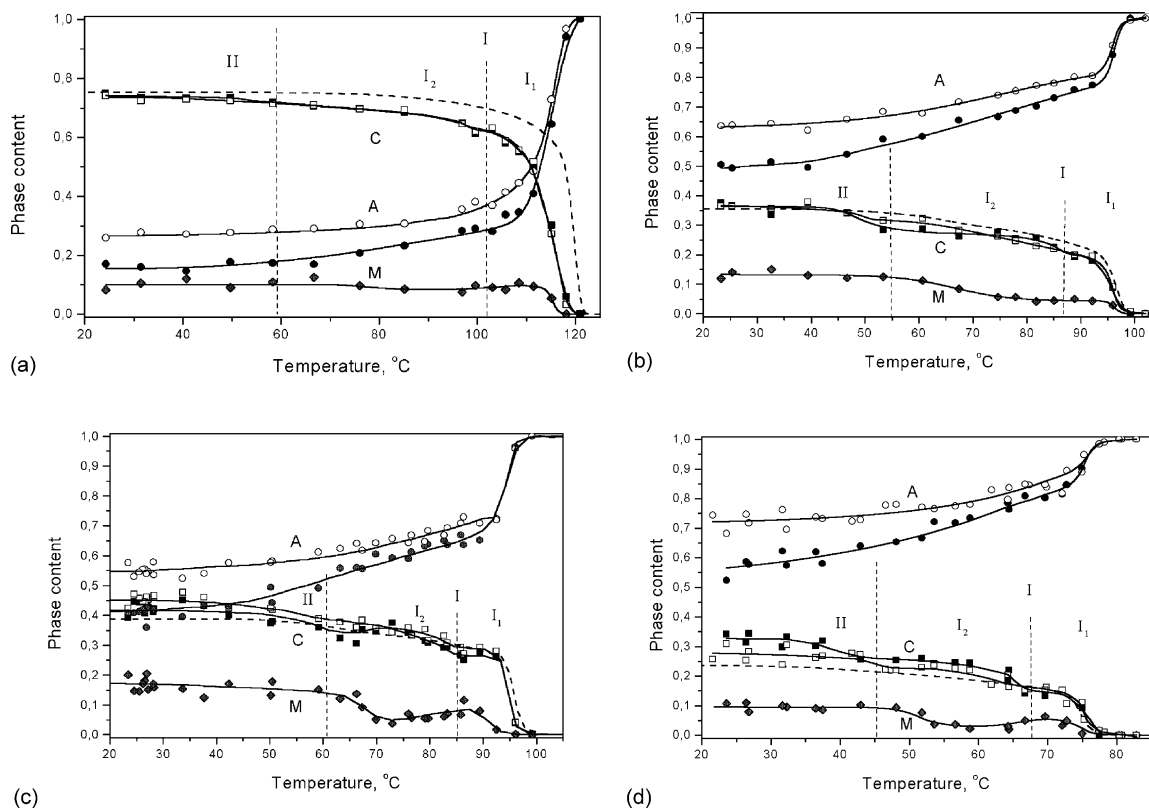 1,0
0,8
0,6
0,4
0,2
0,0
Phase content
II
I2
I
I1
C
A
M
20 40 60 80 100 120
Temperature, °C
(a)
1,0
0,9
0,8
0,7
0,6
0,5
0,4
0,3
0,2
0,1
0,0
Phase content
A
II
I2
I
I1
C
M
20 30 40 50 60 70 80 90 100
Temperature, °C
(b)
1,0
0,9
0,8
0,7
0,6
0,5
0,4
0,3
0,2
0,1
0,0
Phase content
A
II
I2
I
I1
C
M
20 30 40 50 60 70 80 90 100
Temperature, °C
(c)
1,0
0,9
0,8
0,7
0,6
0,5
0,4
0,3
0,2
0,1
0,0
Phase content
A
II
C
I2
I
I1
M
20 30 40 50 60 70 80
Temperature, °C
(d)